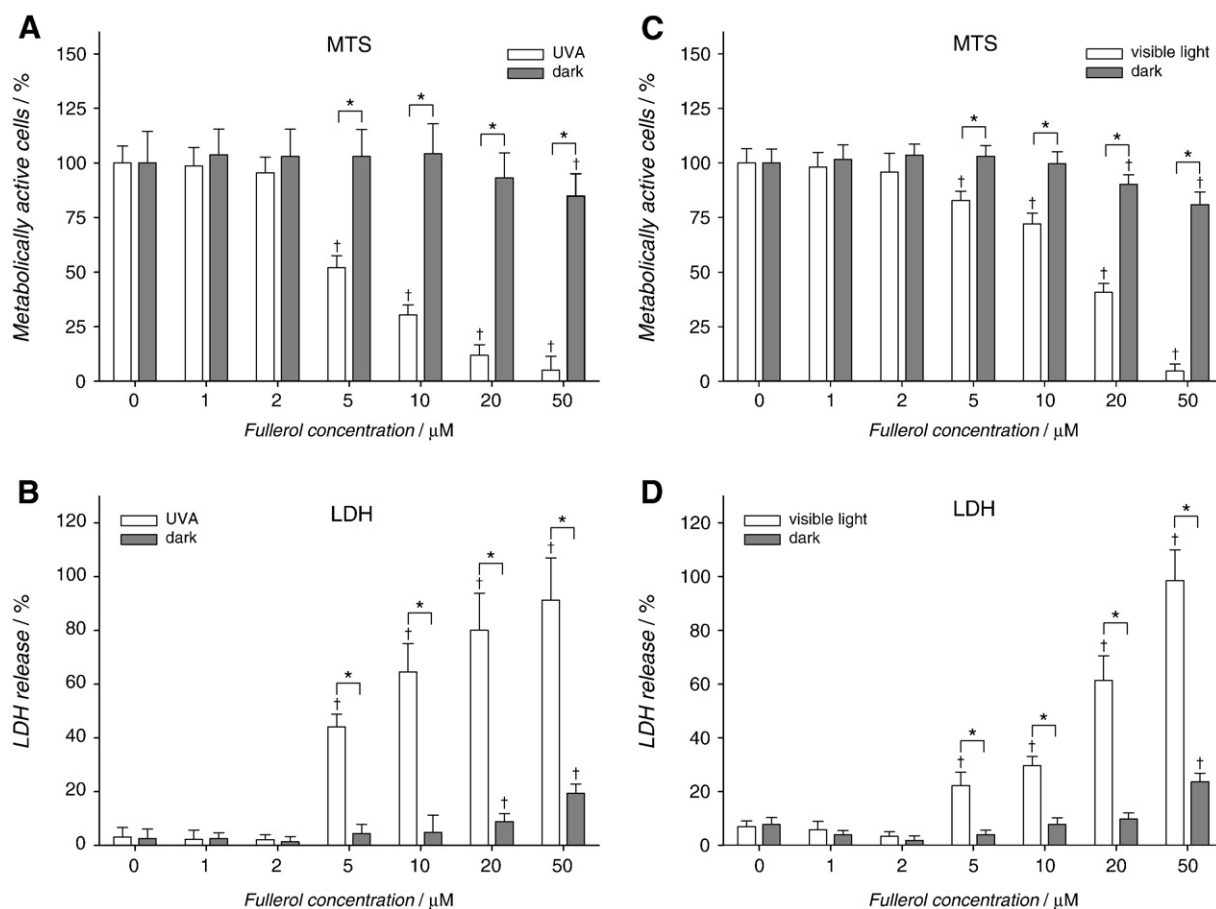 A
MTS
UVA
dark
150
125
100
75
50
25
0
Metabolically active cells / %
* * * *
† † † † †
0 1 2 5 10 20 50
Fullerol concentration / μM
C
MTS
visible light
dark
150
125
100
75
50
25
0
Metabolically active cells / %
* * * *
† † † † † †
0 1 2 5 10 20 50
Fullerol concentration / μM
B
LDH
UVA
dark
120
100
80
60
40
20
0
LDH release / %
* * * *
† † † † † †
0 1 2 5 10 20 50
Fullerol concentration / μM
D
LDH
visible light
dark
120
100
80
60
40
20
0
LDH release / %
* * * *
† † † † †
0 1 2 5 10 20 50
Fullerol concentration / μM